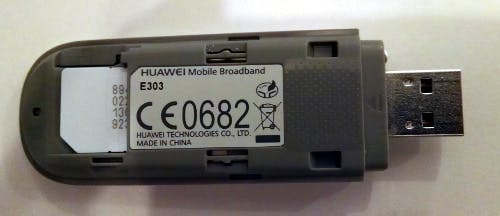 HUAWEI Mobile Broadband
E303
CE0682
HUAWEI TECHNOLOGIES CO., LTD.
MADE IN CHINA